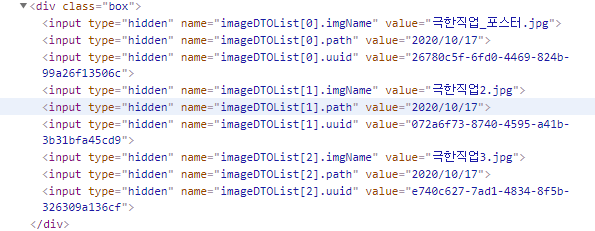 ▼<div class="box">
<input type="hidden" name="imageDTOList[0].imgName" value="극한직업_포스터.jpg">
<input type="hidden" name="imageDTOList[0].path" value="2020/10/17">
<input type="hidden" name="imageDTOList[0].uuid" value="26780c5f-6fd0-4469-824b-
99a26f13506c">
<input type="hidden" name="imageDTOList[1].imgName" value="극한직업2.jpg">
<input type="hidden" name="imageDTOList[1].path" value="2020/10/17">
<input type="hidden" name="imageDTOList[1].uuid" value="072a6f73-8740-4595-a41b-
3b31bfa45cd9">
<input type="hidden" name="imageDTOList[2].imgName" value="극한직업3.jpg">
<input type="hidden" name="imageDTOList[2].path" value="2020/10/17">
<input type="hidden" name="imageDTOList[2].uuid" value="e740c627-7ad1-4834-8f5b-
326309a136cf">
</div>